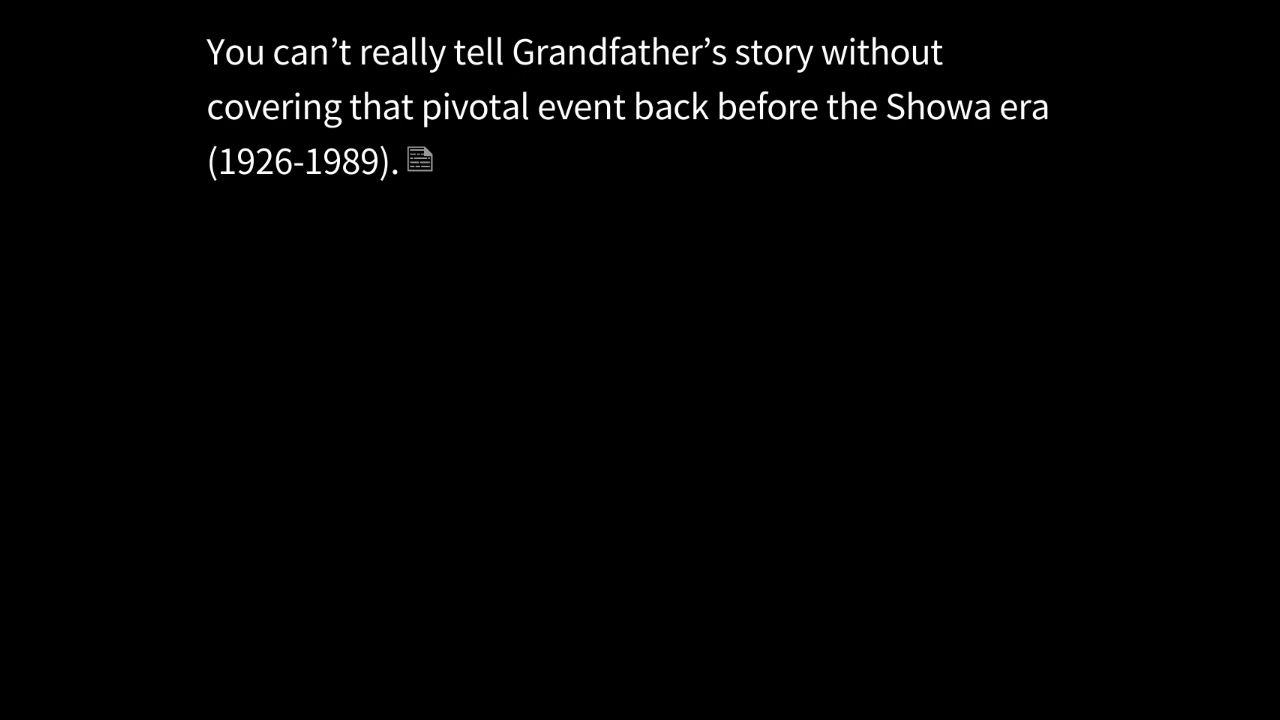 You can’t really tell Grandfather’s story without
covering that pivotal event back before the Showa era
(1926-1989).